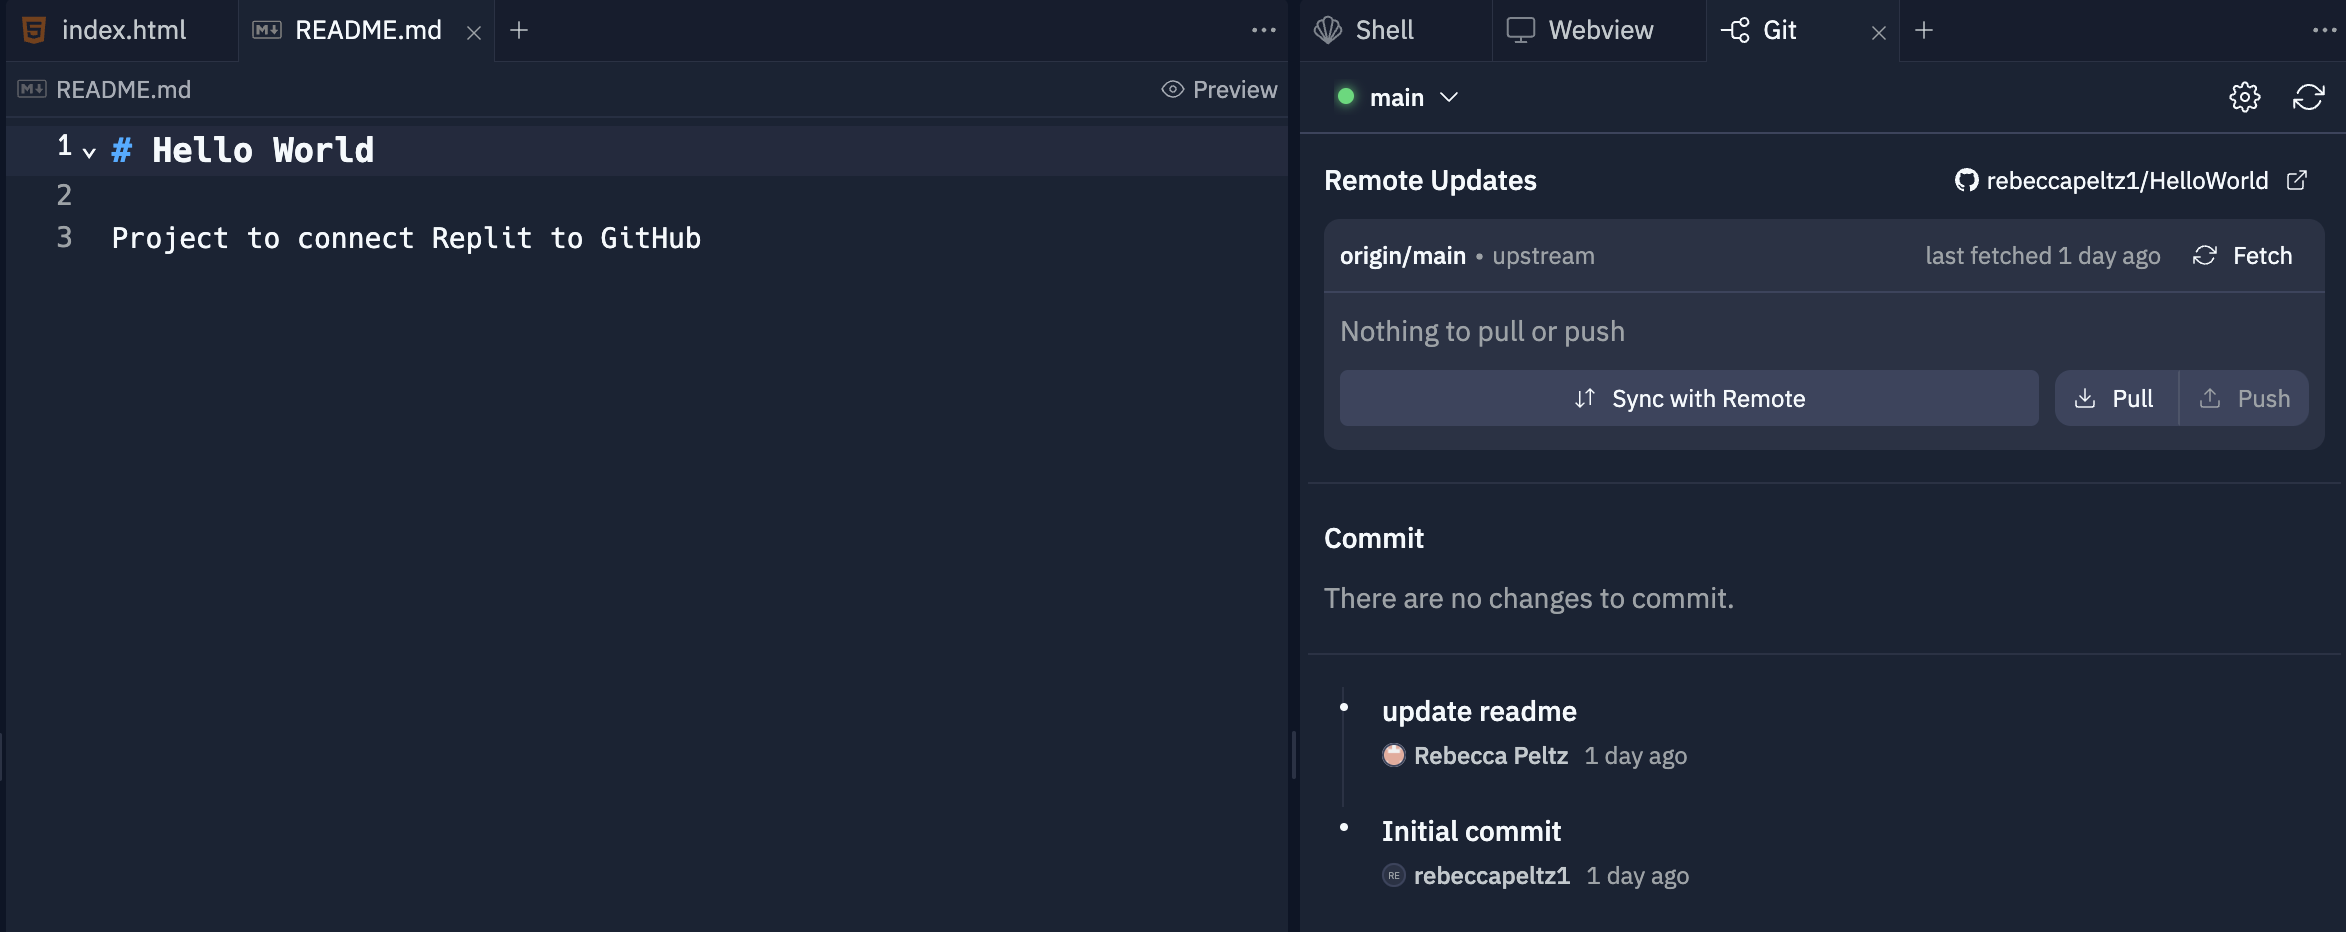 index.html
README.md
README.md
Preview
1 # Hello World
2
3 Project to connect Replit to GitHub
Shell
Webview
Git
main
Remote Updates
rebeccapeltz1/HelloWorld
origin/main • upstream
last fetched 1 day ago
Fetch
Nothing to pull or push
Sync with Remote
Pull
Push
Commit
There are no changes to commit.
update readme
Rebecca Peltz 1 day ago
Initial commit
RE rebeccapeltz1 1 day ago